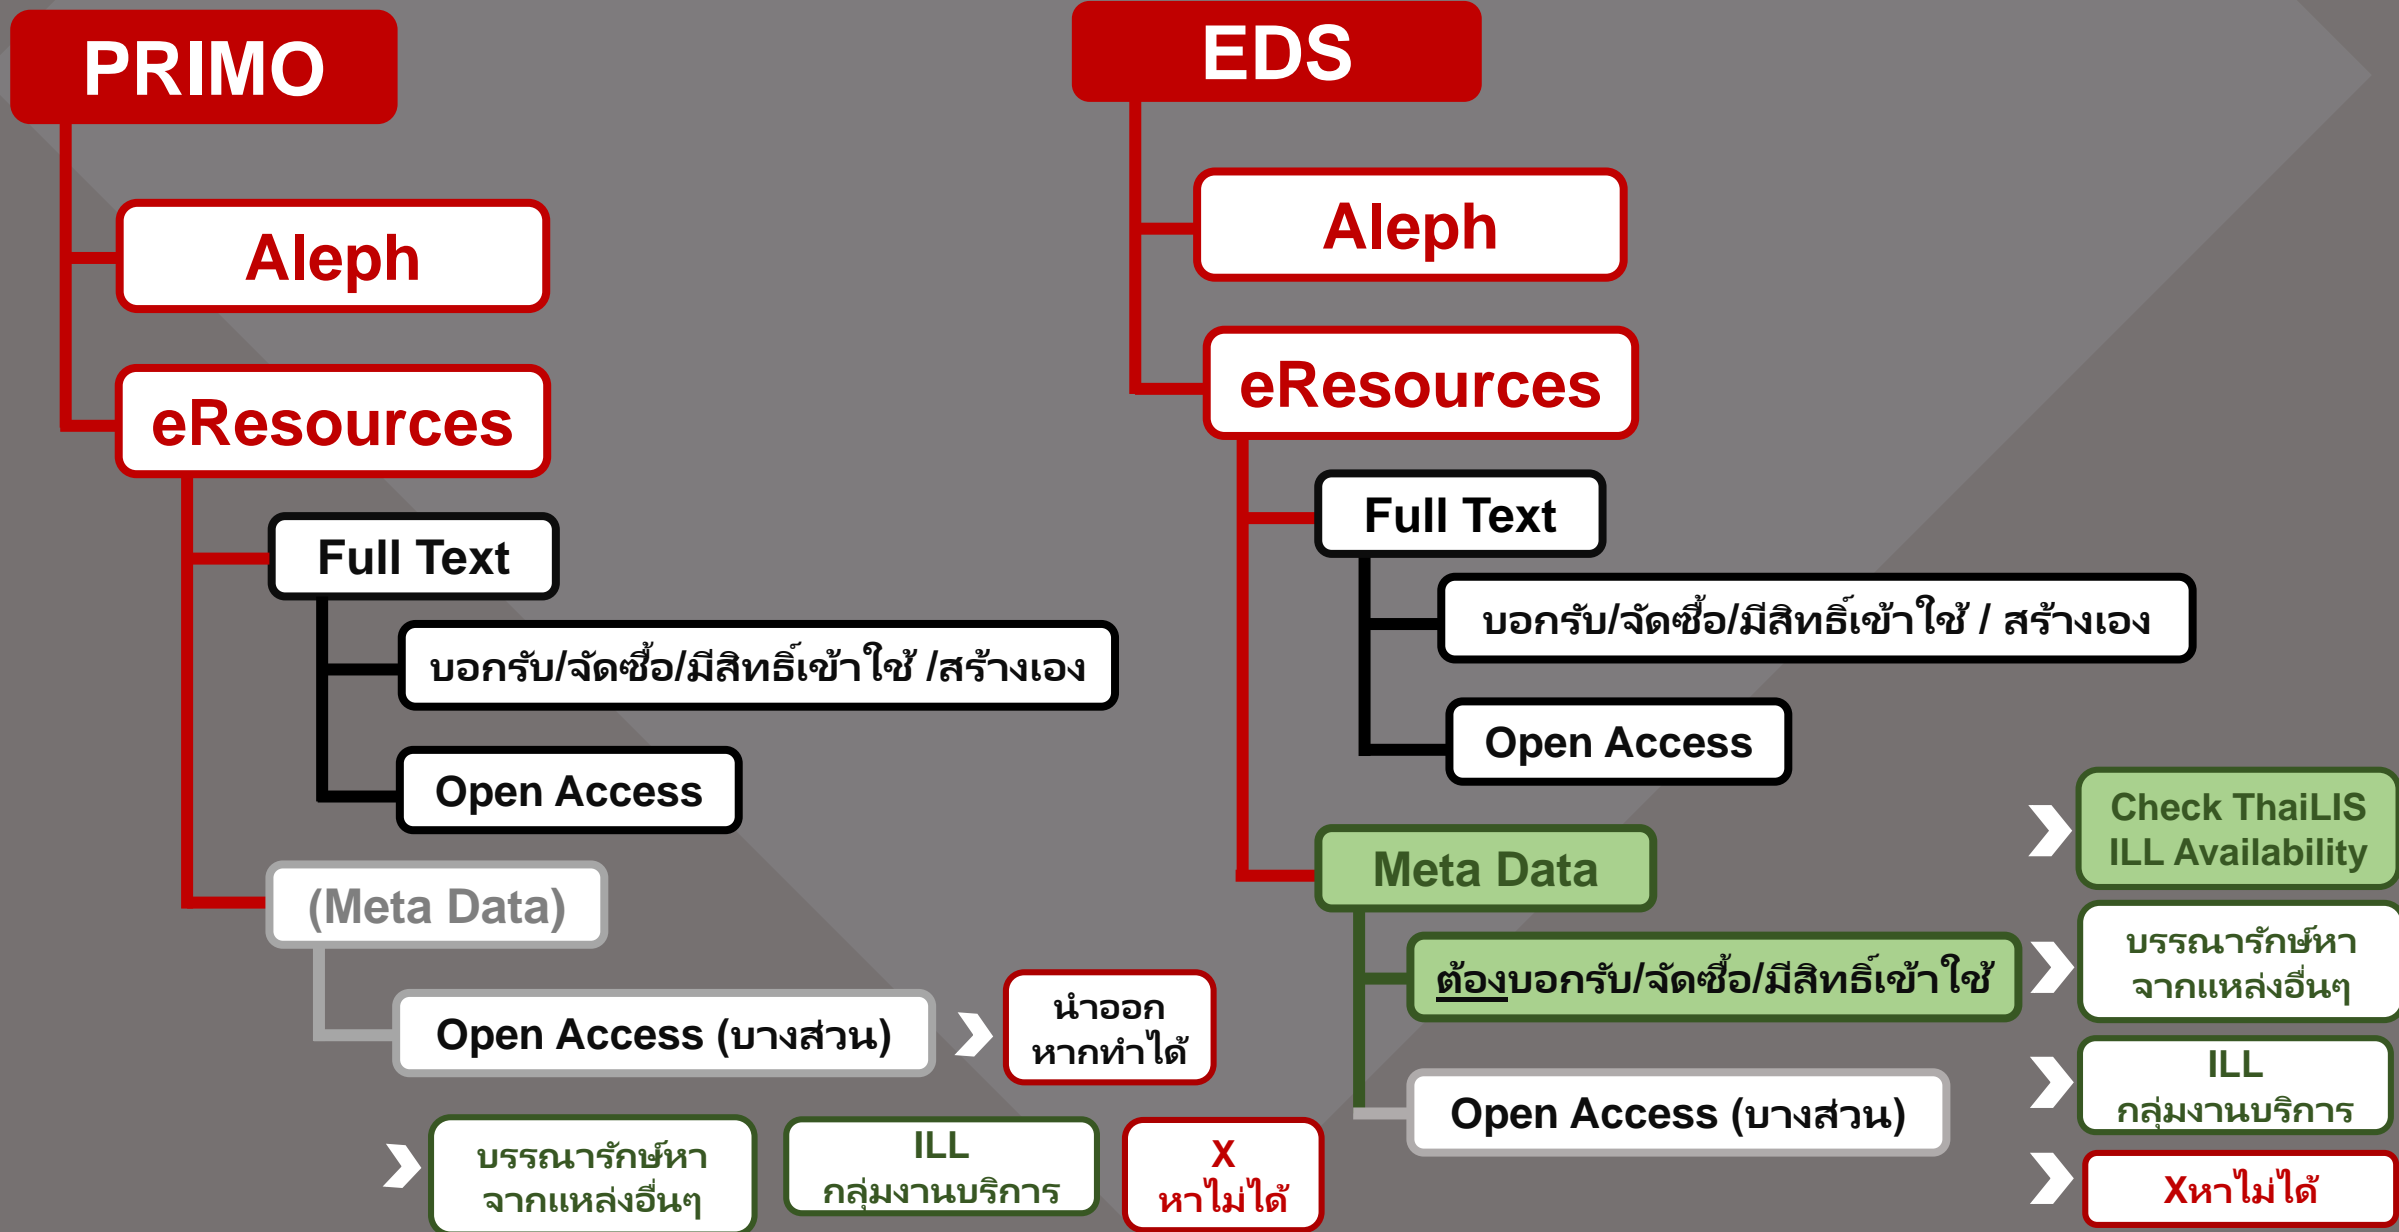 PRIMO
Aleph
eResources
Full Text
บอกรับ/จัดซื้อ/มีสิทธิ์เข้าใช้ /สร้างเอง
Open Access
(Meta Data)
Open Access (บางส่วน)
นำออก
หากทำได้
บรรณารักษ์หา
จากแหล่งอื่นๆ
ILL
กลุ่มงานบริการ
X
หาไม่ได้
EDS
Aleph
eResources
Full Text
บอกรับ/จัดซื้อ/มีสิทธิ์เข้าใช้ / สร้างเอง
Open Access
Meta Data
ต้องบอกรับ/จัดซื้อ/มีสิทธิ์เข้าใช้
Open Access (บางส่วน)
Check ThaiLIS
ILL Availability
บรรณารักษ์หา
จากแหล่งอื่นๆ
ILL
กลุ่มงานบริการ
Xหาไม่ได้